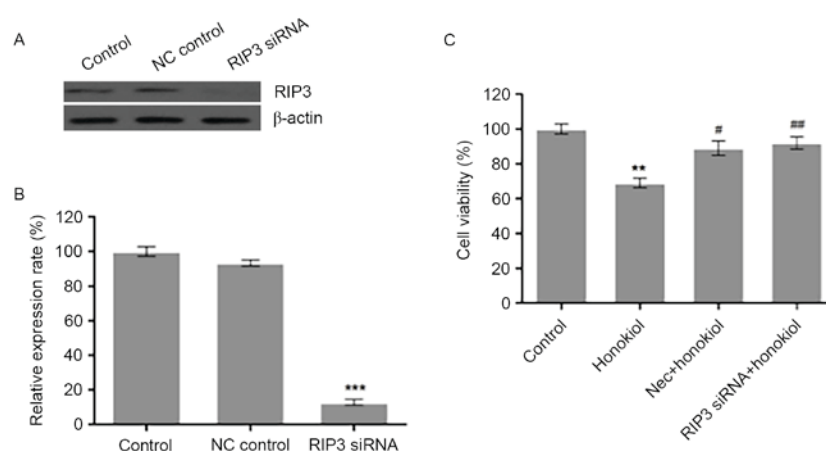 A
Control
NC control
RIP3 siRNA
RIP3
β-actin
B
Relative expression rate (%)
120
100
80
60
40
20
0
***
Control
NC control
RIP3 siRNA
C
Cell viability (%)
120
100
80
60
40
20
0
**
#
##
Control
Honokiol
Nec+honokiol
RIP3 siRNA+honokiol